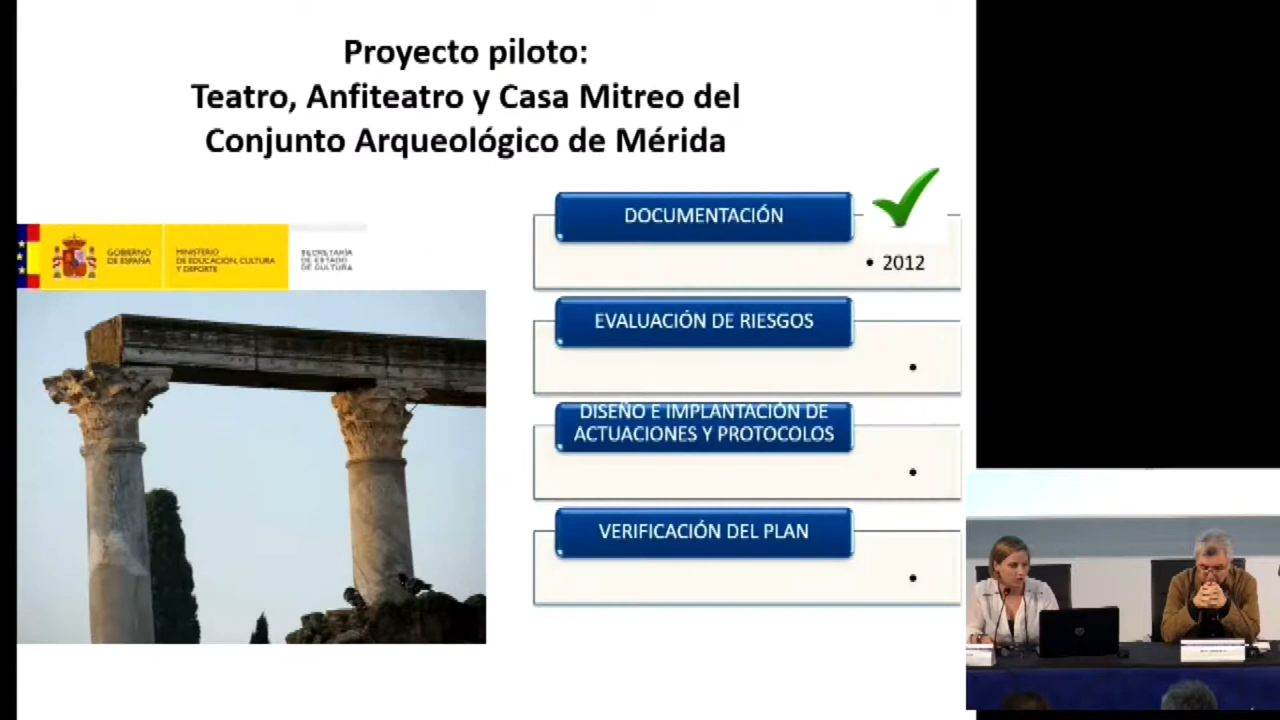 Proyecto piloto:
Teatro, Anfiteatro y Casa Mitreo del
Conjunto Arqueológico de Mérida
GOBIERNO
DE ESPAÑA
MINISTERIO
DE EDUCACIÓN, CULTURA
Y DEPORTE
SECRETARÍA
DE ESTADO
DE CULTURA
DOCUMENTACIÓN
• 2012
EVALUACIÓN DE RIESGOS
•
DISEÑO E IMPLANTACIÓN DE
ACTUACIONES Y PROTOCOLOS
•
VERIFICACIÓN DEL PLAN
•